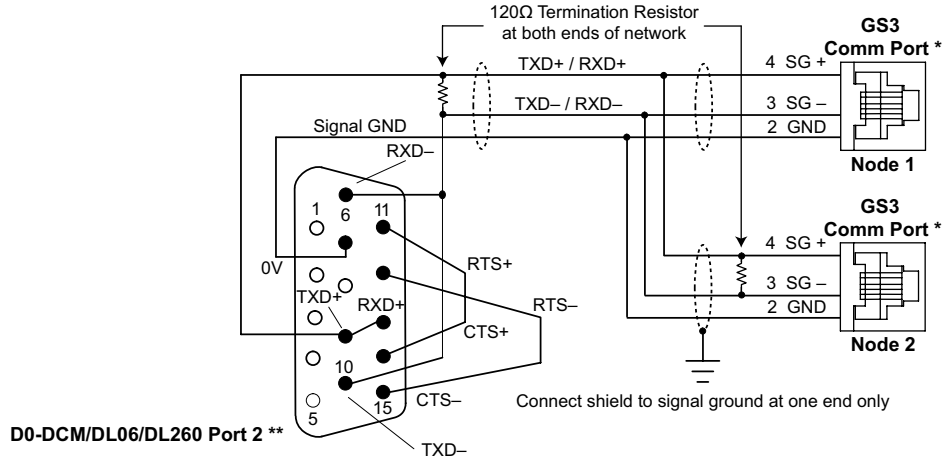 120Ω Termination Resistor
at both ends of network
GS3
Comm Port *
TXD+ / RXD+
4 SG +
TXD– / RXD–
3 SG –
Signal GND
2 GND
RXD–
Node 1
GS3
Comm Port *
1
6
11
4 SG +
0V
RTS+
3 SG –
TXD+
RXD+
RTS–
2 GND
CTS+
Node 2
10
CTS–
15
5
Connect shield to signal ground at one end only
D0-DCM/DL06/DL260 Port 2 **
TXD–